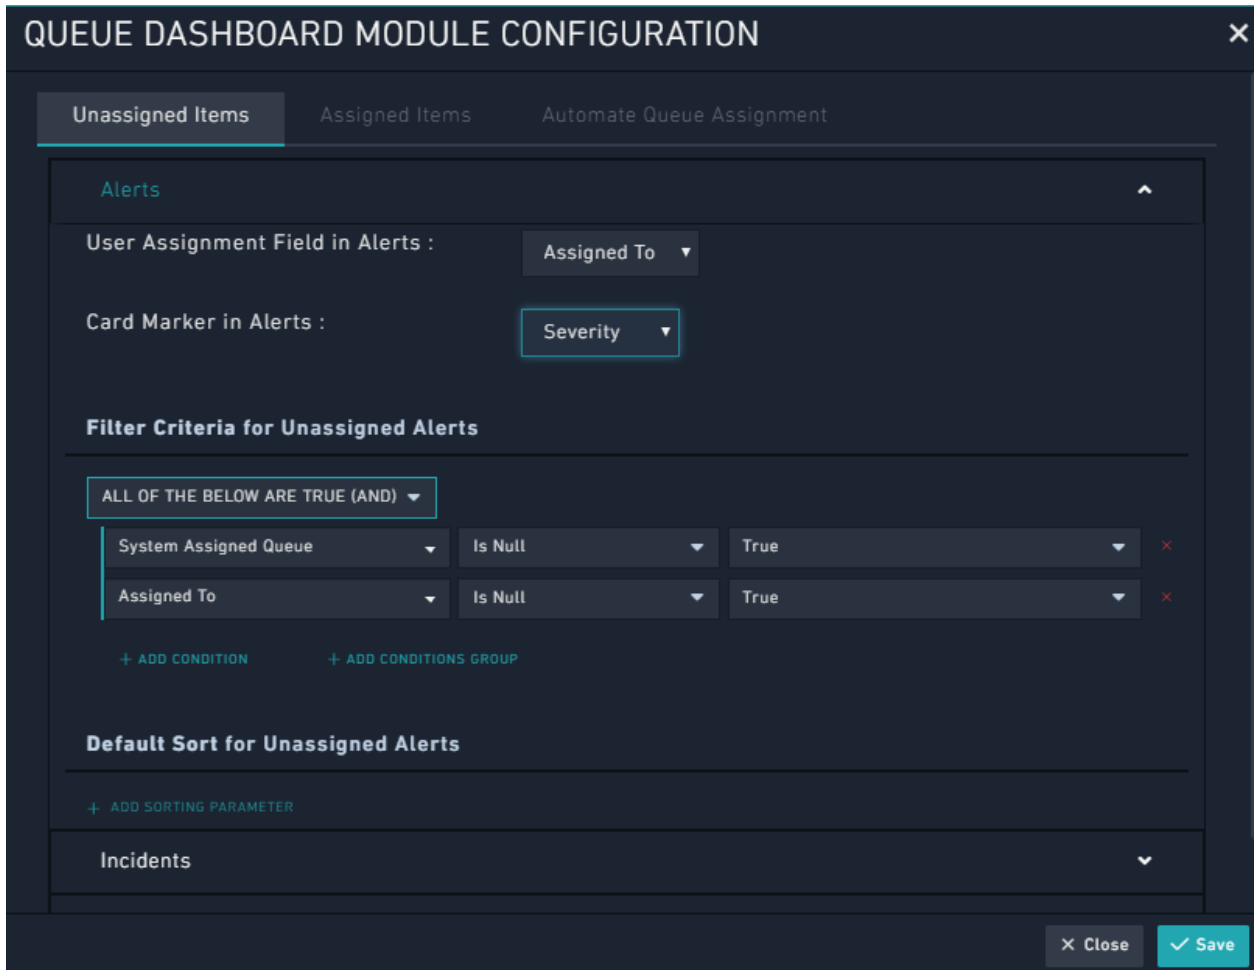 QUEUE DASHBOARD MODULE CONFIGURATION
Unassigned Items Assigned Items Automate Queue Assignment
Alerts
User Assignment Field in Alerts : Assigned To
Card Marker in Alerts : Severity
Filter Criteria for Unassigned Alerts
ALL OF THE BELOW ARE TRUE (AND)
System Assigned Queue Is Null True
Assigned To Is Null True
+ ADD CONDITION + ADD CONDITIONS GROUP
Default Sort for Unassigned Alerts
+ ADD SORTING PARAMETER
Incidents
Close Save